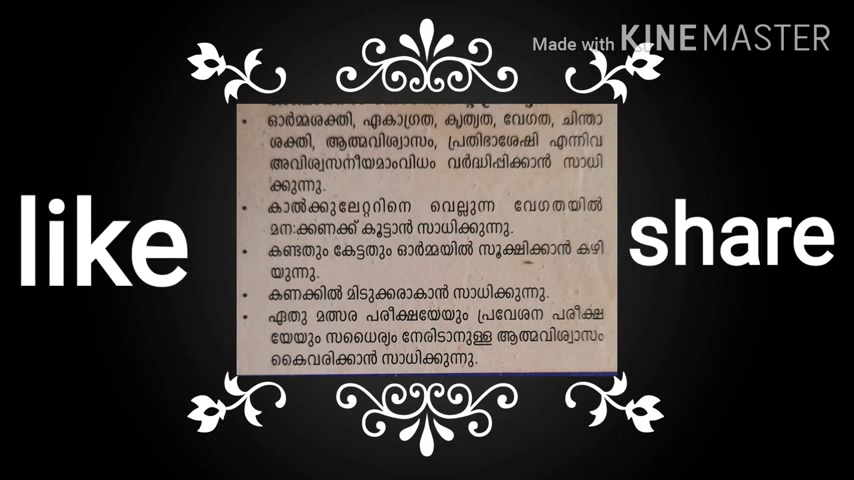 Made with KINEMASTER
like
share
• ഓർമ്മശക്തി, ഏകാഗ്രത, കൃത്യത, വേഗത, ചിന്താ
ശക്തി, ആത്മവിശ്വാസം, പ്രതിഭാശേഷി എന്നിവ
അവിശ്വസനീയമാംവിധം വർദ്ധിപ്പിക്കാൻ സാധി
ക്കുന്നു.
• കാൽക്കുലേറ്ററിനെ വെല്ലുന്ന വേഗതയിൽ
മന:ക്കണക്ക് കൂട്ടാൻ സാധിക്കുന്നു.
• കണ്ടതും കേട്ടതും ഓർമ്മയിൽ സൂക്ഷിക്കാൻ കഴി
യുന്നു.
• കണക്കിൽ മിടുക്കരാകാൻ സാധിക്കുന്നു.
• ഏതു മത്സര പരീക്ഷയേയും പ്രവേശന പരീക്ഷ
യേയും സധൈര്യം നേരിടാനുള്ള ആത്മവിശ്വാസം
കൈവരിക്കാൻ സാധിക്കുന്നു.